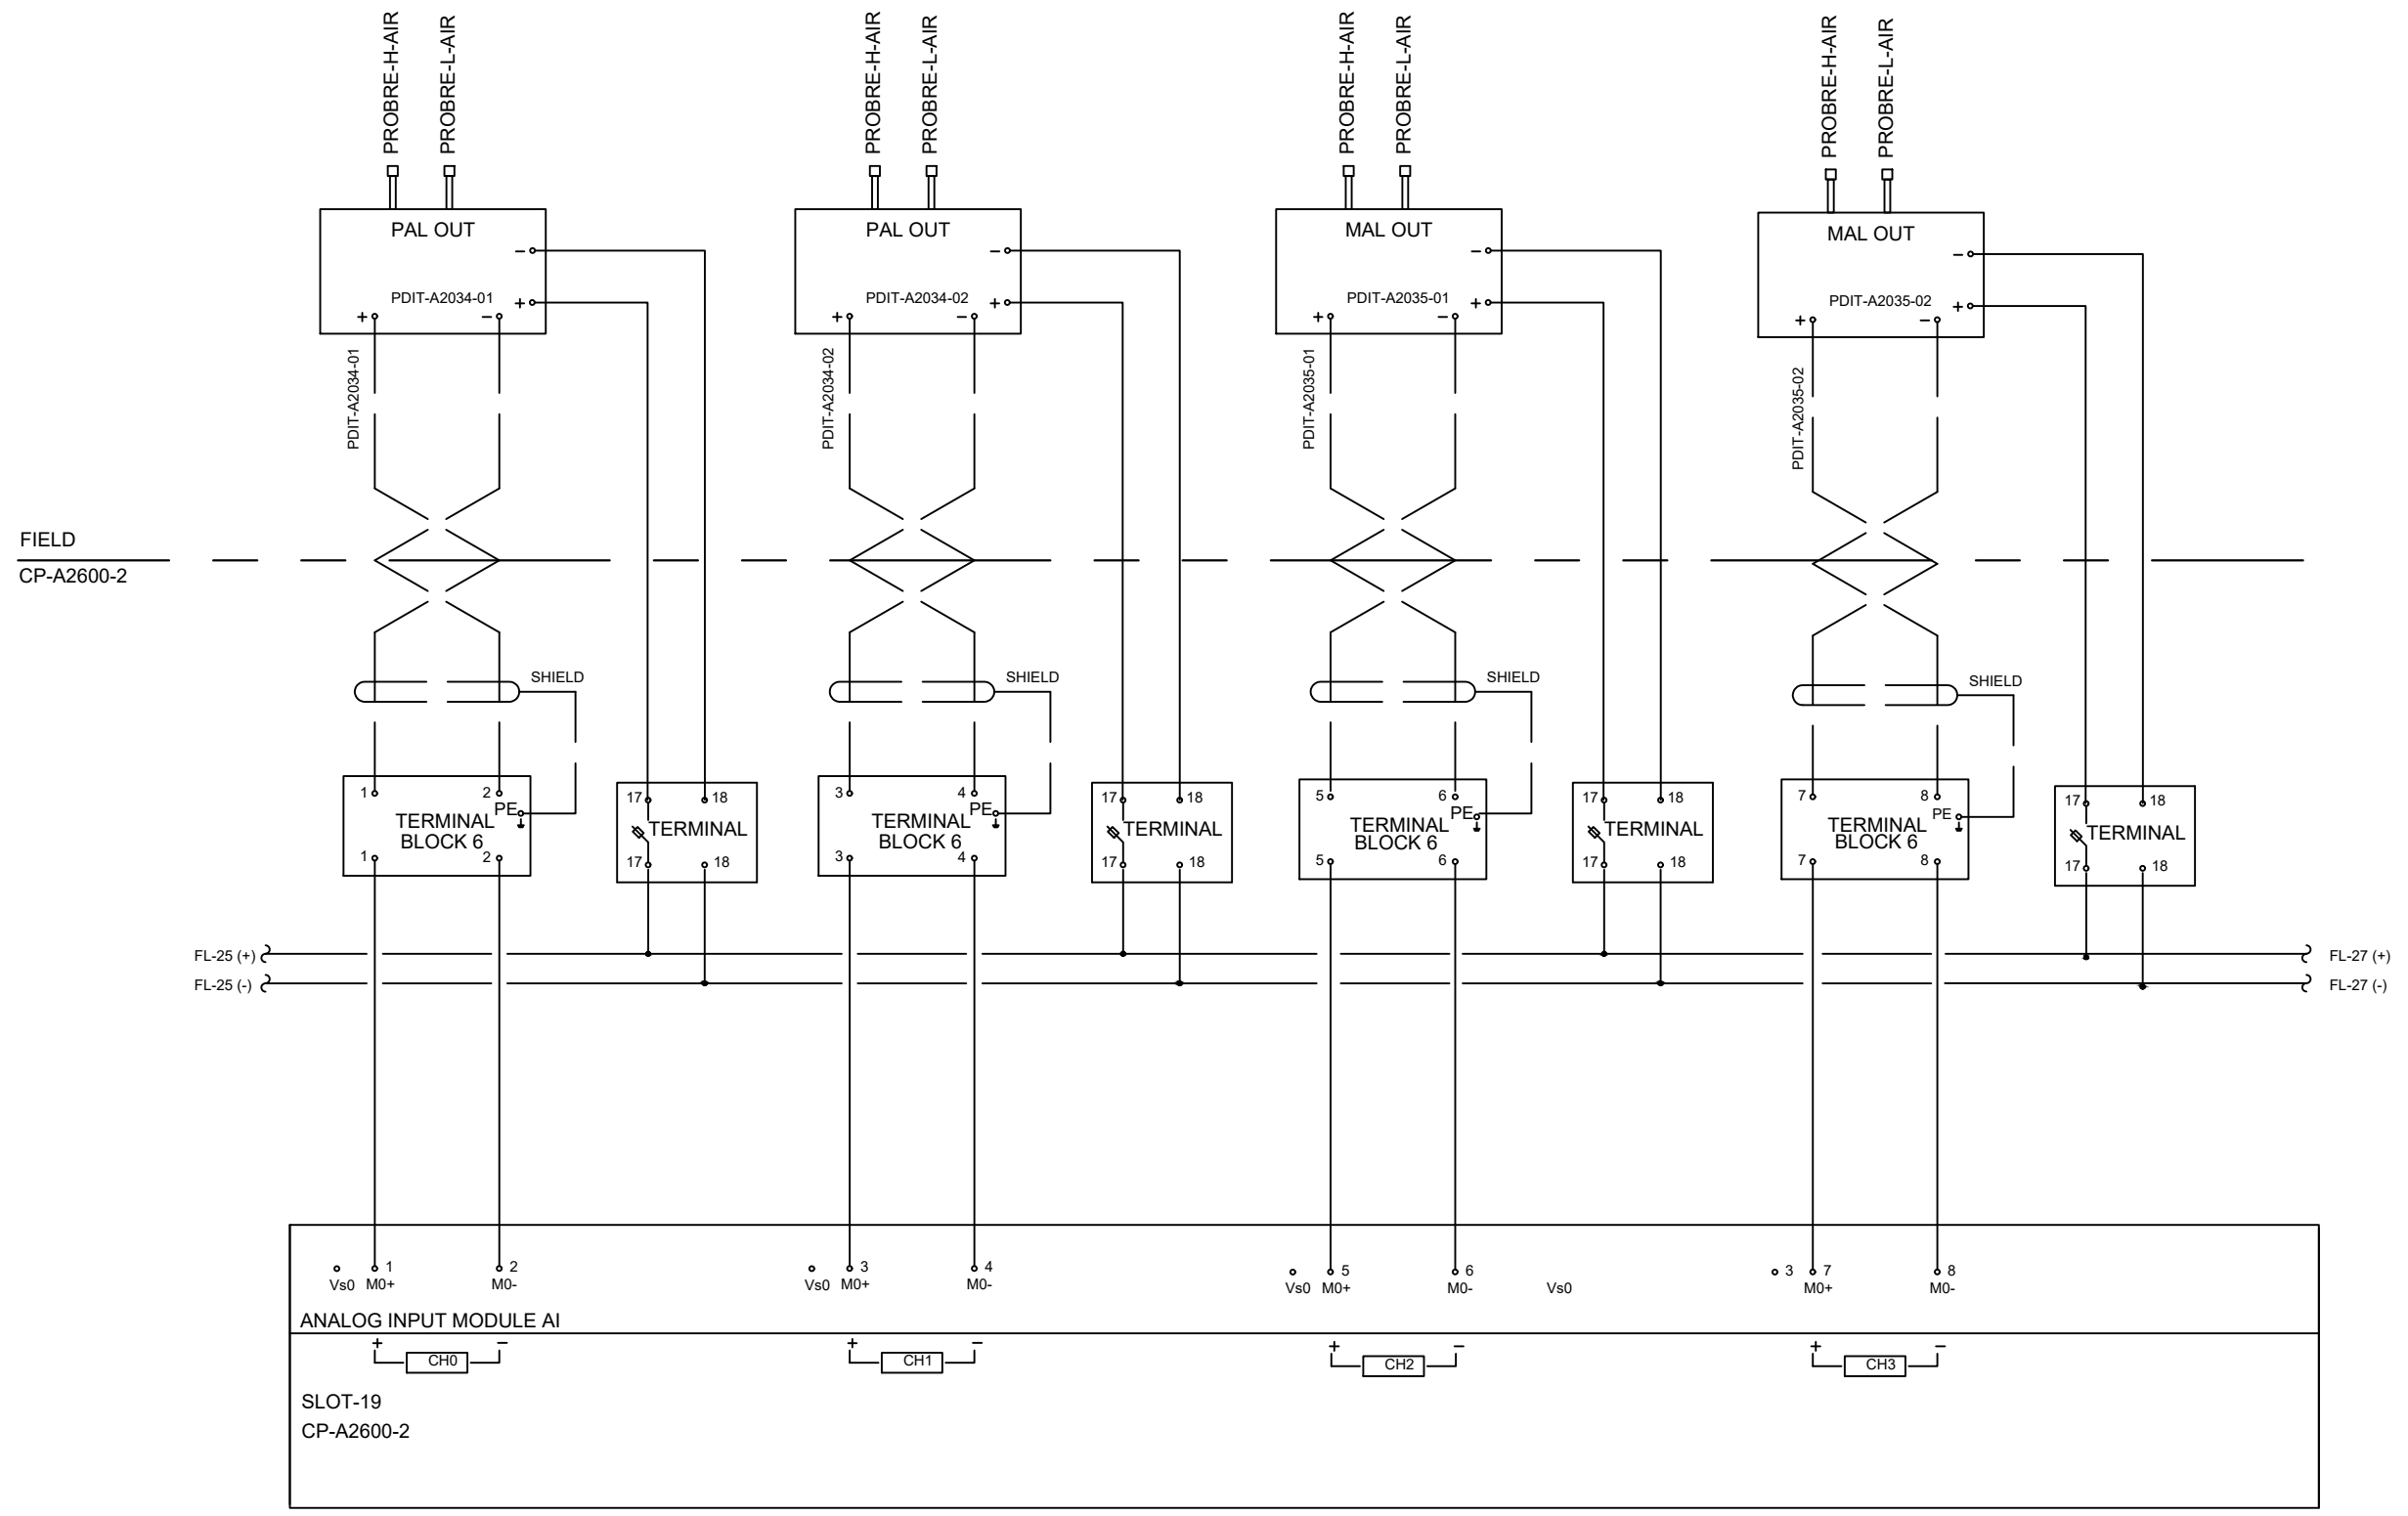 PROBRE-H-AIR
PROBRE-L-AIR
PROBRE-H-AIR
PROBRE-L-AIR
PROBRE-H-AIR
PROBRE-L-AIR
PROBRE-H-AIR
PROBRE-L-AIR
PAL OUT
−
PDIT-A2034-01 +
+ −
PAL OUT
−
PDIT-A2034-02 +
+ −
MAL OUT
−
PDIT-A2035-01 +
+ −
MAL OUT
−
PDIT-A2035-02 +
+ −
PDIT-A2034-01
PDIT-A2034-02
PDIT-A2035-01
PDIT-A2035-02
FIELD
CP-A2600-2
SHIELD
SHIELD
SHIELD
SHIELD
1 2
PE
TERMINAL
BLOCK 6
1 2
17 18
TERMINAL
17 18
3 4
PE
TERMINAL
BLOCK 6
3 4
17 18
TERMINAL
17 18
5 6
PE
TERMINAL
BLOCK 6
5 6
17 18
TERMINAL
17 18
7 8
PE
TERMINAL
BLOCK 6
7 8
17 18
TERMINAL
17 18
FL-25 (+)
FL-27 (+)
FL-25 (-)
FL-27 (-)
1 2 3 4 5 6 3 7 8
Vs0 M0+ M0- Vs0 M0+ M0- Vs0 M0+ M0- Vs0 M0+ M0-
ANALOG INPUT MODULE AI
+ − + − + − + −
CH0 CH1 CH2 CH3
SLOT-19
CP-A2600-2